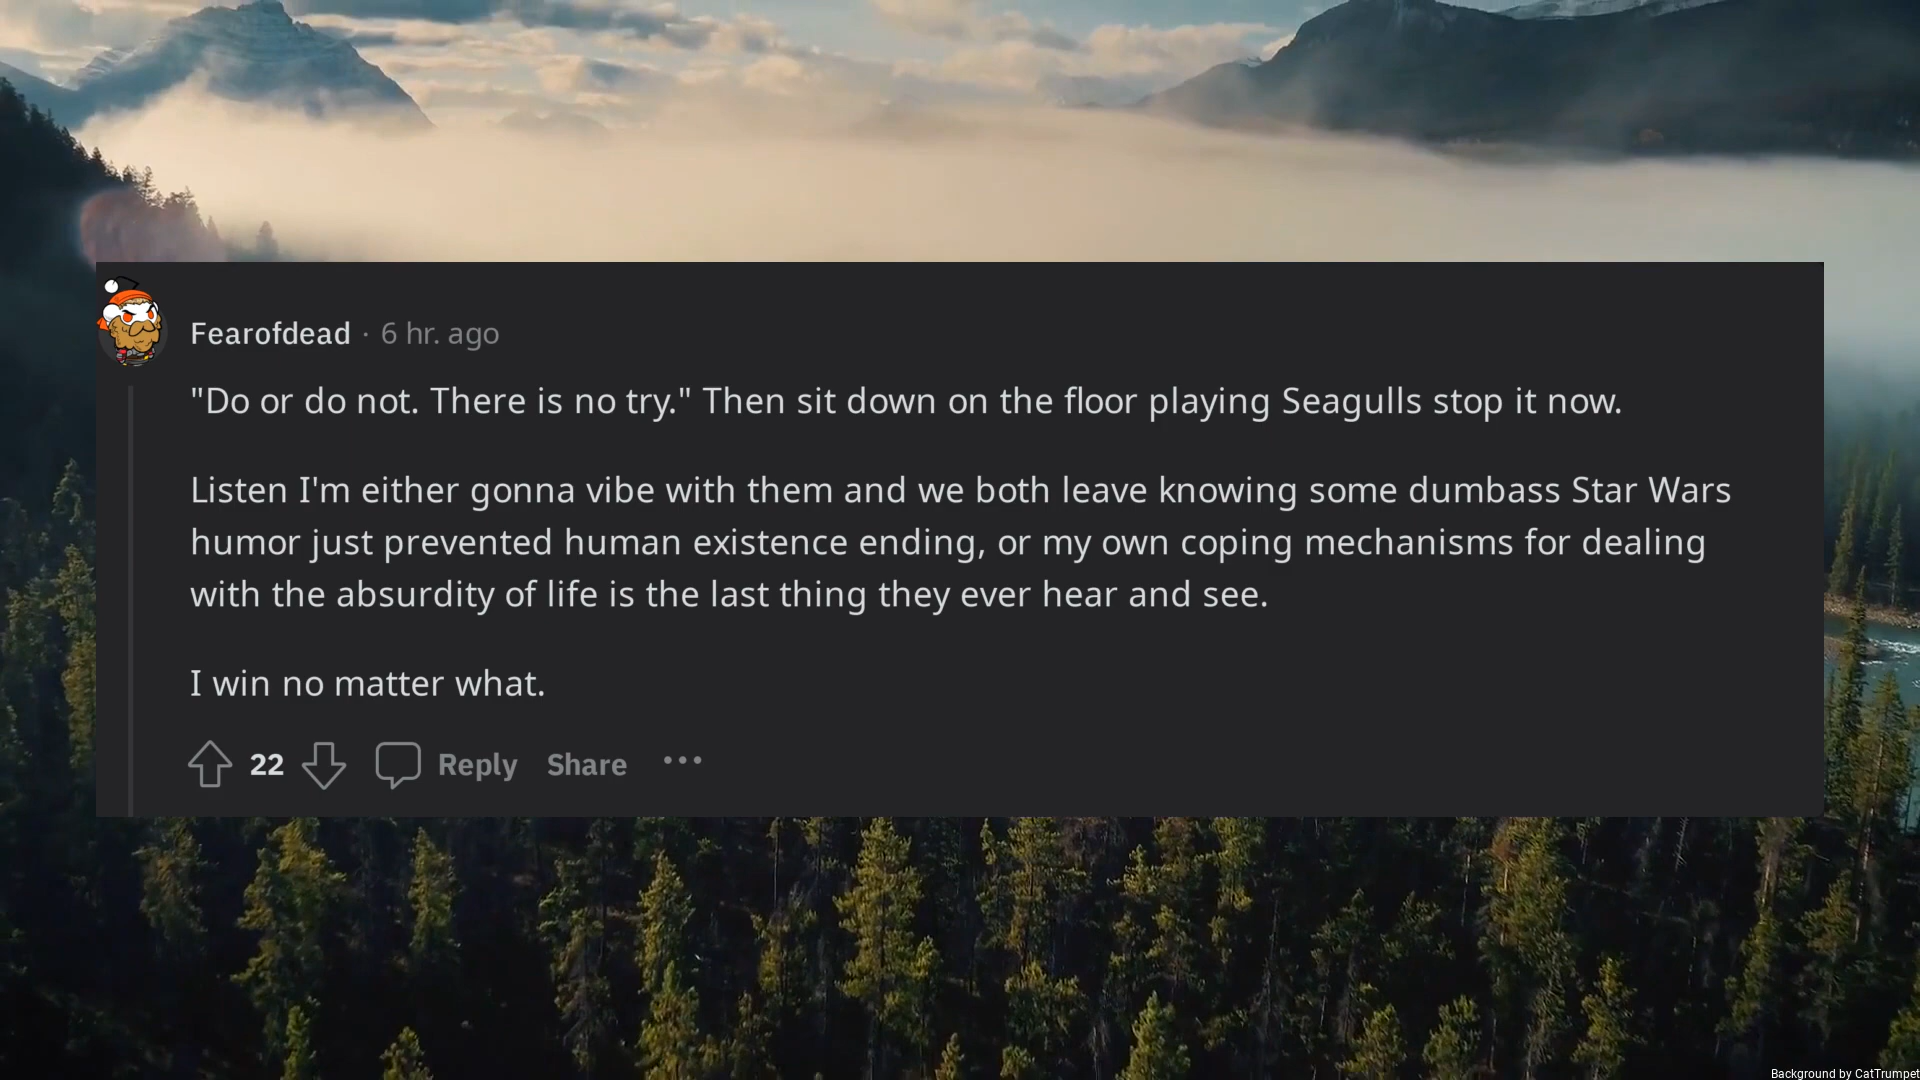 Fearofdead · 6 hr. ago
"Do or do not. There is no try." Then sit down on the floor playing Seagulls stop it now.
Listen I'm either gonna vibe with them and we both leave knowing some dumbass Star Wars
humor just prevented human existence ending, or my own coping mechanisms for dealing
with the absurdity of life is the last thing they ever hear and see.
I win no matter what.
22 Reply Share ...
Background by CatTrumpet